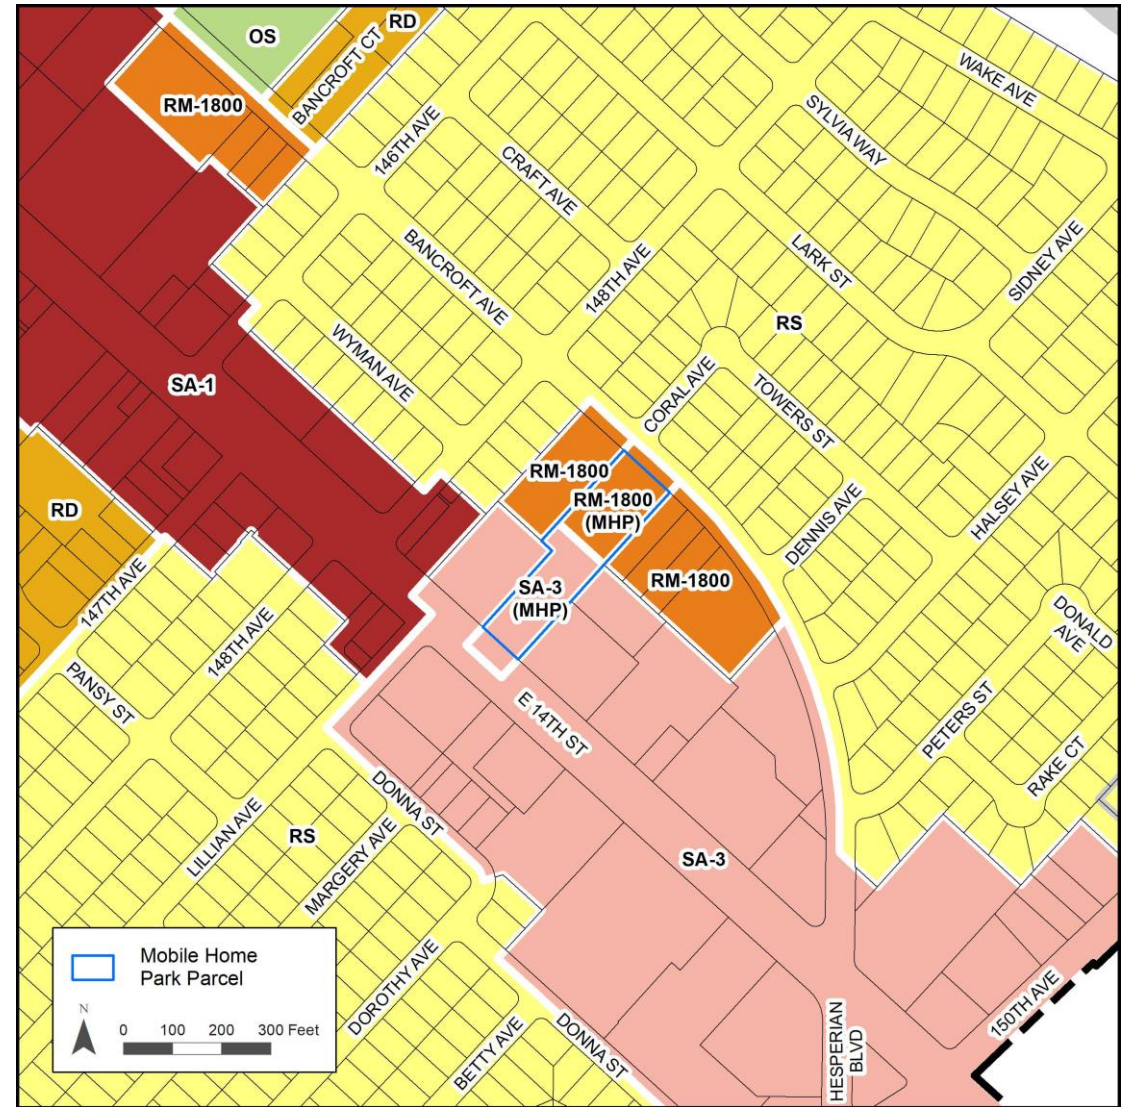 OS
RD
BANCROFT CT
RM-1800
146TH AVE
WAKE AVE
SYLVIA WAY
CRAFT AVE
SIDNEY AVE
LARK ST
BANCROFT AVE
148TH AVE
RS
WYMAN AVE
SA-1
CORAL AVE
TOWERS ST
RM-1800
RM-1800
(MHP)
HALSEY AVE
DENNIS AVE
RD
147TH AVE
RM-1800
SA-3
(MHP)
DONALD
AVE
148TH AVE
PANSY ST
E 14TH ST
PETERS ST
RAKE CT
DONNA ST
LILLIAN AVE
RS
MARGERY AVE
SA-3
Mobile Home
Park Parcel
N
0 100 200 300 Feet
DOROTHY AVE
BETTY AVE
DONNA ST
HESPERIAN
BLVD
150TH AVE